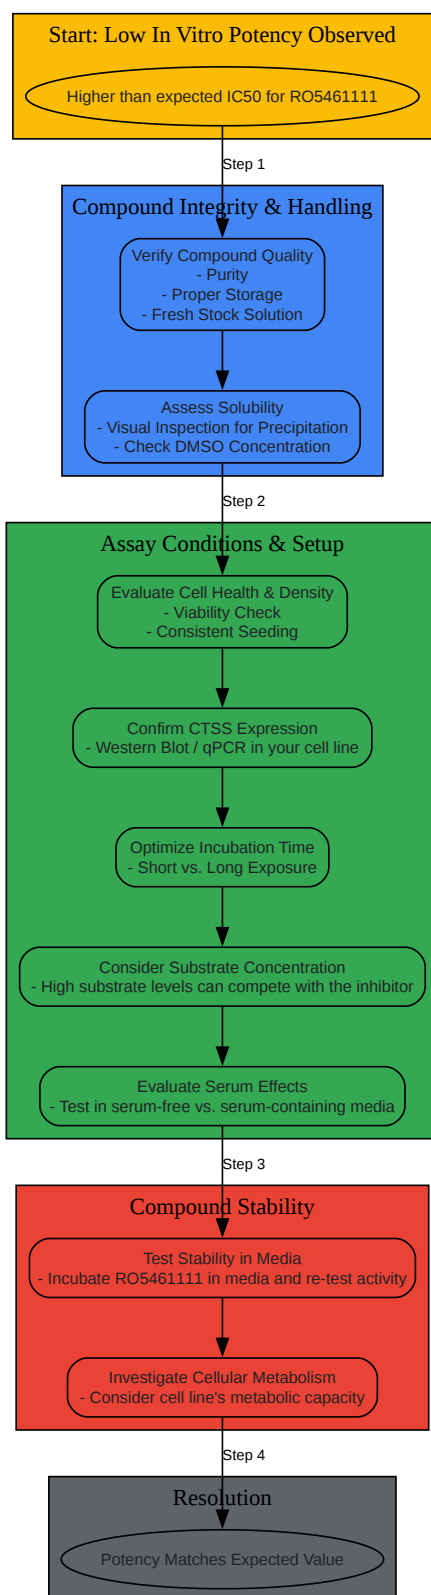 Start: Low In Vitro Potency Observed
Higher than expected IC50 for RO5461111
Step 1
Compound Integrity & Handling
Verify Compound Quality
- Purity
- Proper Storage
- Fresh Stock Solution
Assess Solubility
- Visual Inspection for Precipitation
- Check DMSO Concentration
Step 2
Assay Conditions & Setup
Evaluate Cell Health & Density
- Viability Check
- Consistent Seeding
Confirm CTSS Expression
- Western Blot / qPCR in your cell line
Optimize Incubation Time
- Short vs. Long Exposure
Consider Substrate Concentration
- High substrate levels can compete with the inhibitor
Evaluate Serum Effects
- Test in serum-free vs. serum-containing media
Step 3
Compound Stability
Test Stability in Media
- Incubate RO5461111 in media and re-test activity
Investigate Cellular Metabolism
- Consider cell line's metabolic capacity
Step 4
Resolution
Potency Matches Expected Value